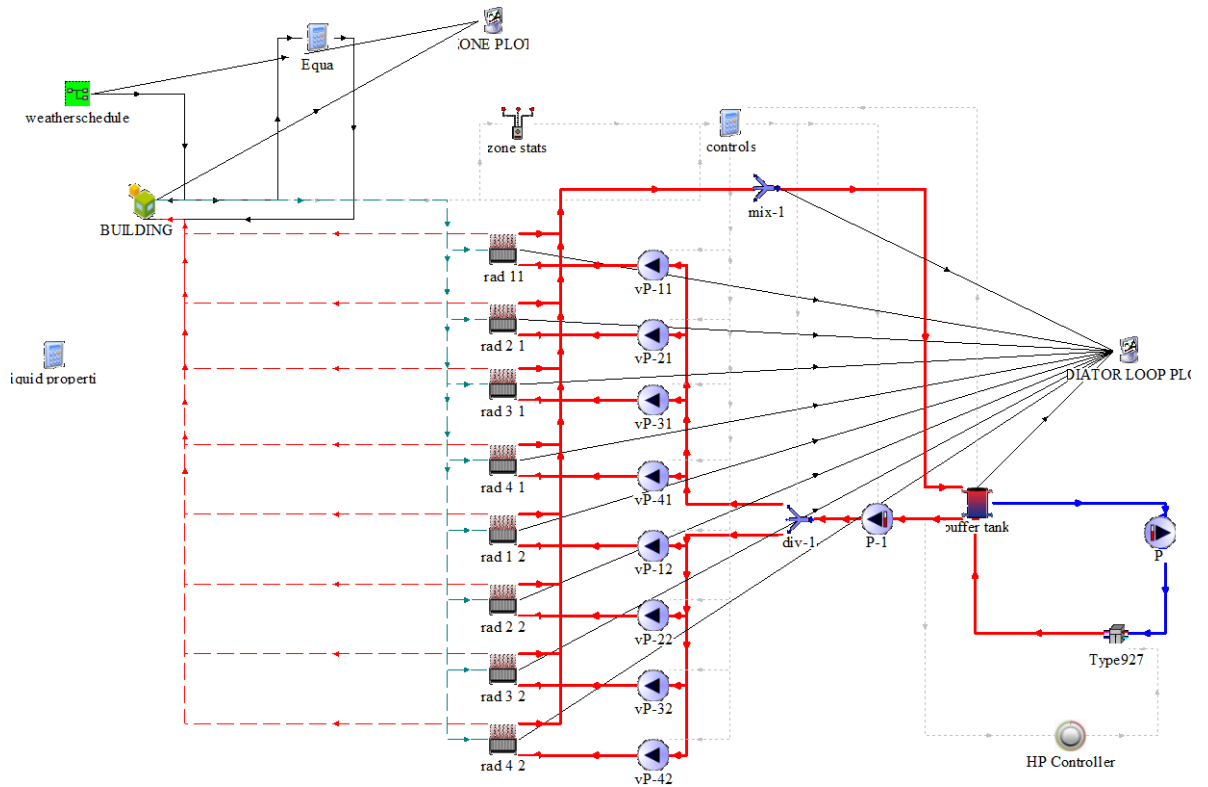 ZONE PLOT
Equa
weatherschedule
zone stats
controls
mix-1
BUILDING
rad 11
vP-11
rad 2 1
vP-21
iquid properti
DIATOR LOOP PLO
rad 3 1
vP-31
rad 4 1
vP-41
rad 1 2
div-1
P-1
buffer tank
P
vP-12
rad 2 2
vP-22
Type927
rad 3 2
vP-32
HP Controller
rad 4 2
vP-42